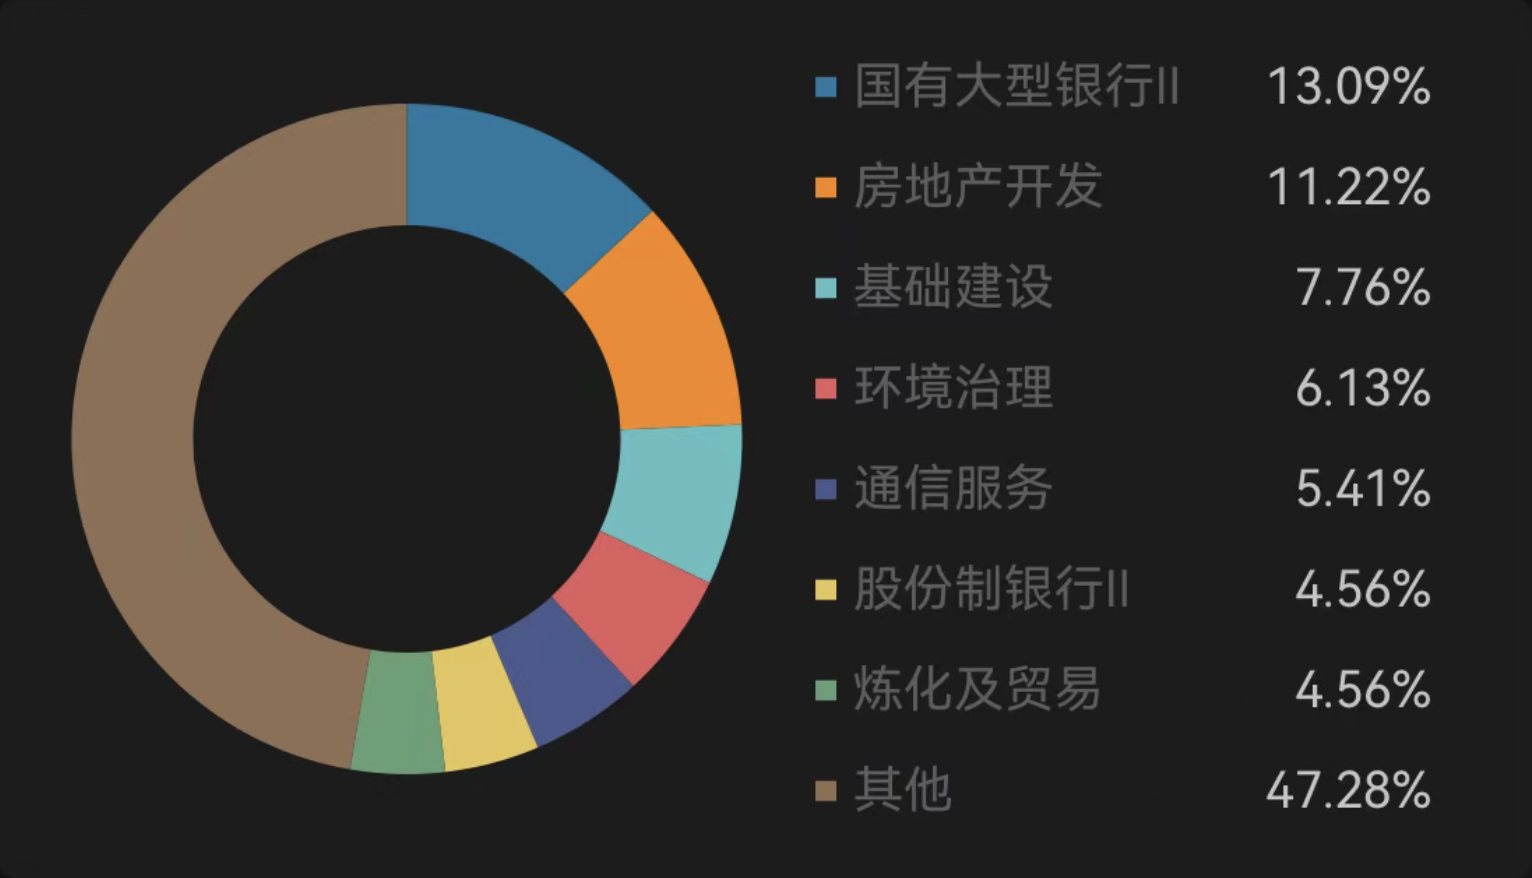 国有大型银行II 13.09%
房地产开发 11.22%
基础建设 7.76%
环境治理 6.13%
通信服务 5.41%
股份制银行II 4.56%
炼化及贸易 4.56%
其他 47.28%